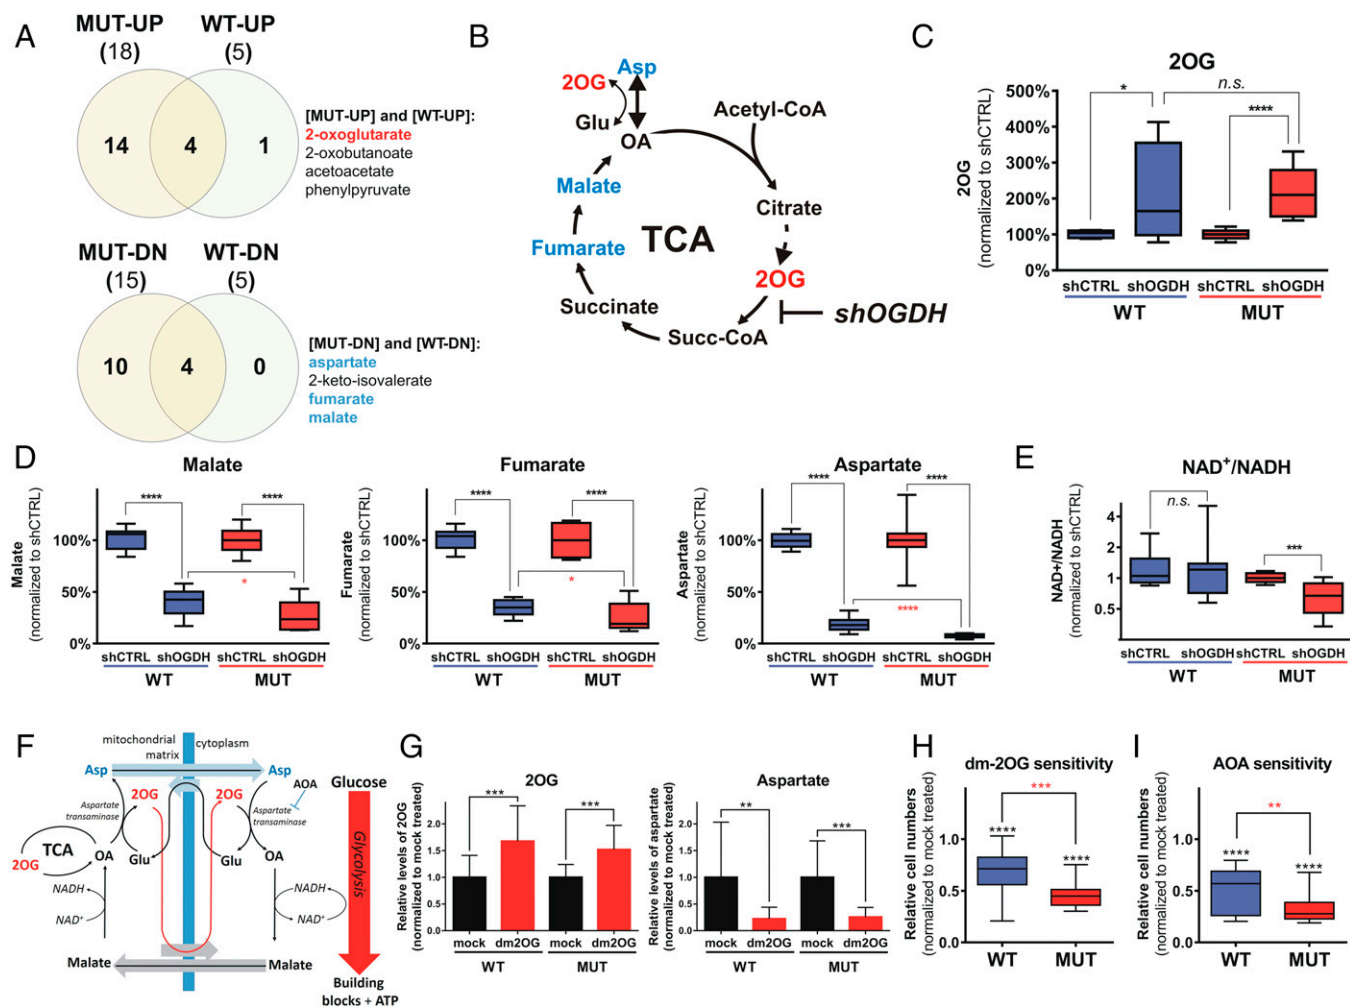 A
MUT-UP
(18)
WT-UP
(5)
14
4
1
[MUT-UP] and [WT-UP]:
2-oxoglutarate
2-oxobutanoate
acetoacetate
phenylpyruvate
MUT-DN
(15)
WT-DN
(5)
10
4
0
[MUT-DN] and [WT-DN]:
aspartate
2-keto-isovalerate
fumarate
malate
B
Asp
2OG
Glu
OA
Acetyl-CoA
Malate
Citrate
Fumarate
TCA
2OG
Succinate
shOGDH
Succ-CoA
C
2OG
n.s.
*
****
500%
400%
300%
200%
100%
0%
2OG
(normalized to shCTRL)
shCTRL shOGDH shCTRL shOGDH
WT
MUT
D
Malate
****
****
*
100%
50%
0%
Malate
(normalized to shCTRL)
shCTRL shOGDH shCTRL shOGDH
WT
MUT
Fumarate
****
****
*
100%
50%
0%
Fumarate
(normalized to shCTRL)
shCTRL shOGDH shCTRL shOGDH
WT
MUT
Aspartate
****
****
****
100%
50%
0%
Aspartate
(normalized to shCTRL)
shCTRL shOGDH shCTRL shOGDH
WT
MUT
E
NAD+/NADH
n.s.
***
4
2
1
0.5
NAD+/NADH
(normalized to shCTRL)
shCTRL shOGDH shCTRL shOGDH
WT
MUT
F
mitochondrial
matrix
cytoplasm
Asp
Asp
AOA
Glucose
2OG
2OG
Aspartate
transaminase
Aspartate
transaminase
TCA
2OG
OA
Glu
Glu
OA
Glycolysis
NADH
NAD+
NADH
NAD+
Malate
Malate
Building
blocks + ATP
G
2OG
***
***
2.0
1.5
1.0
0.5
0.0
Relative levels of 2OG
(normalized to mock treated)
mock dm2OG mock dm2OG
WT
MUT
Aspartate
**
***
2.0
1.5
1.0
0.5
0.0
Relative levels of aspartate
(normalized to mock treated)
mock dm2OG mock dm2OG
WT
MUT
H
dm-2OG sensitivity
***
****
****
1.0
0.5
0.0
Relative cell numbers
(normalized to mock treated)
WT
MUT
I
AOA sensitivity
**
****
****
1.0
0.5
0.0
Relative cell numbers
(normalized to mock treated)
WT
MUT